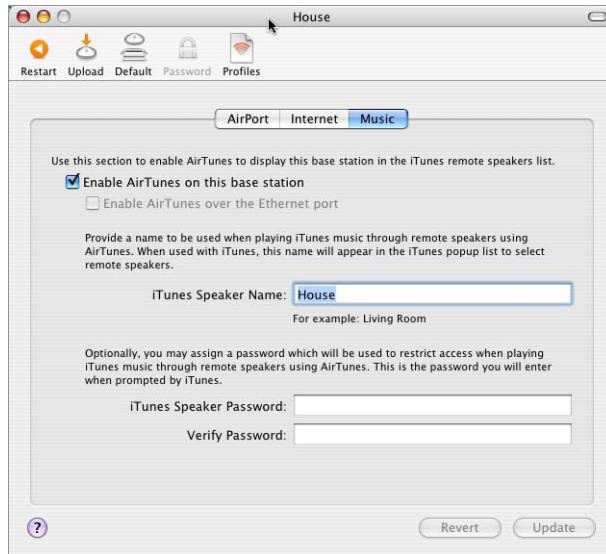 House
Restart Upload Default Password Profiles
AirPort Internet Music
Use this section to enable AirTunes to display this base station in the iTunes remote speakers list.
Enable AirTunes on this base station
Enable AirTunes over the Ethernet port
Provide a name to be used when playing iTunes music through remote speakers using
AirTunes. When used with iTunes, this name will appear in the iTunes popup list to select
remote speakers.
iTunes Speaker Name: House
For example: Living Room
Optionally, you may assign a password which will be used to restrict access when playing
iTunes music through remote speakers using AirTunes. This is the password you will enter
when prompted by iTunes.
iTunes Speaker Password:
Verify Password:
? Revert Update